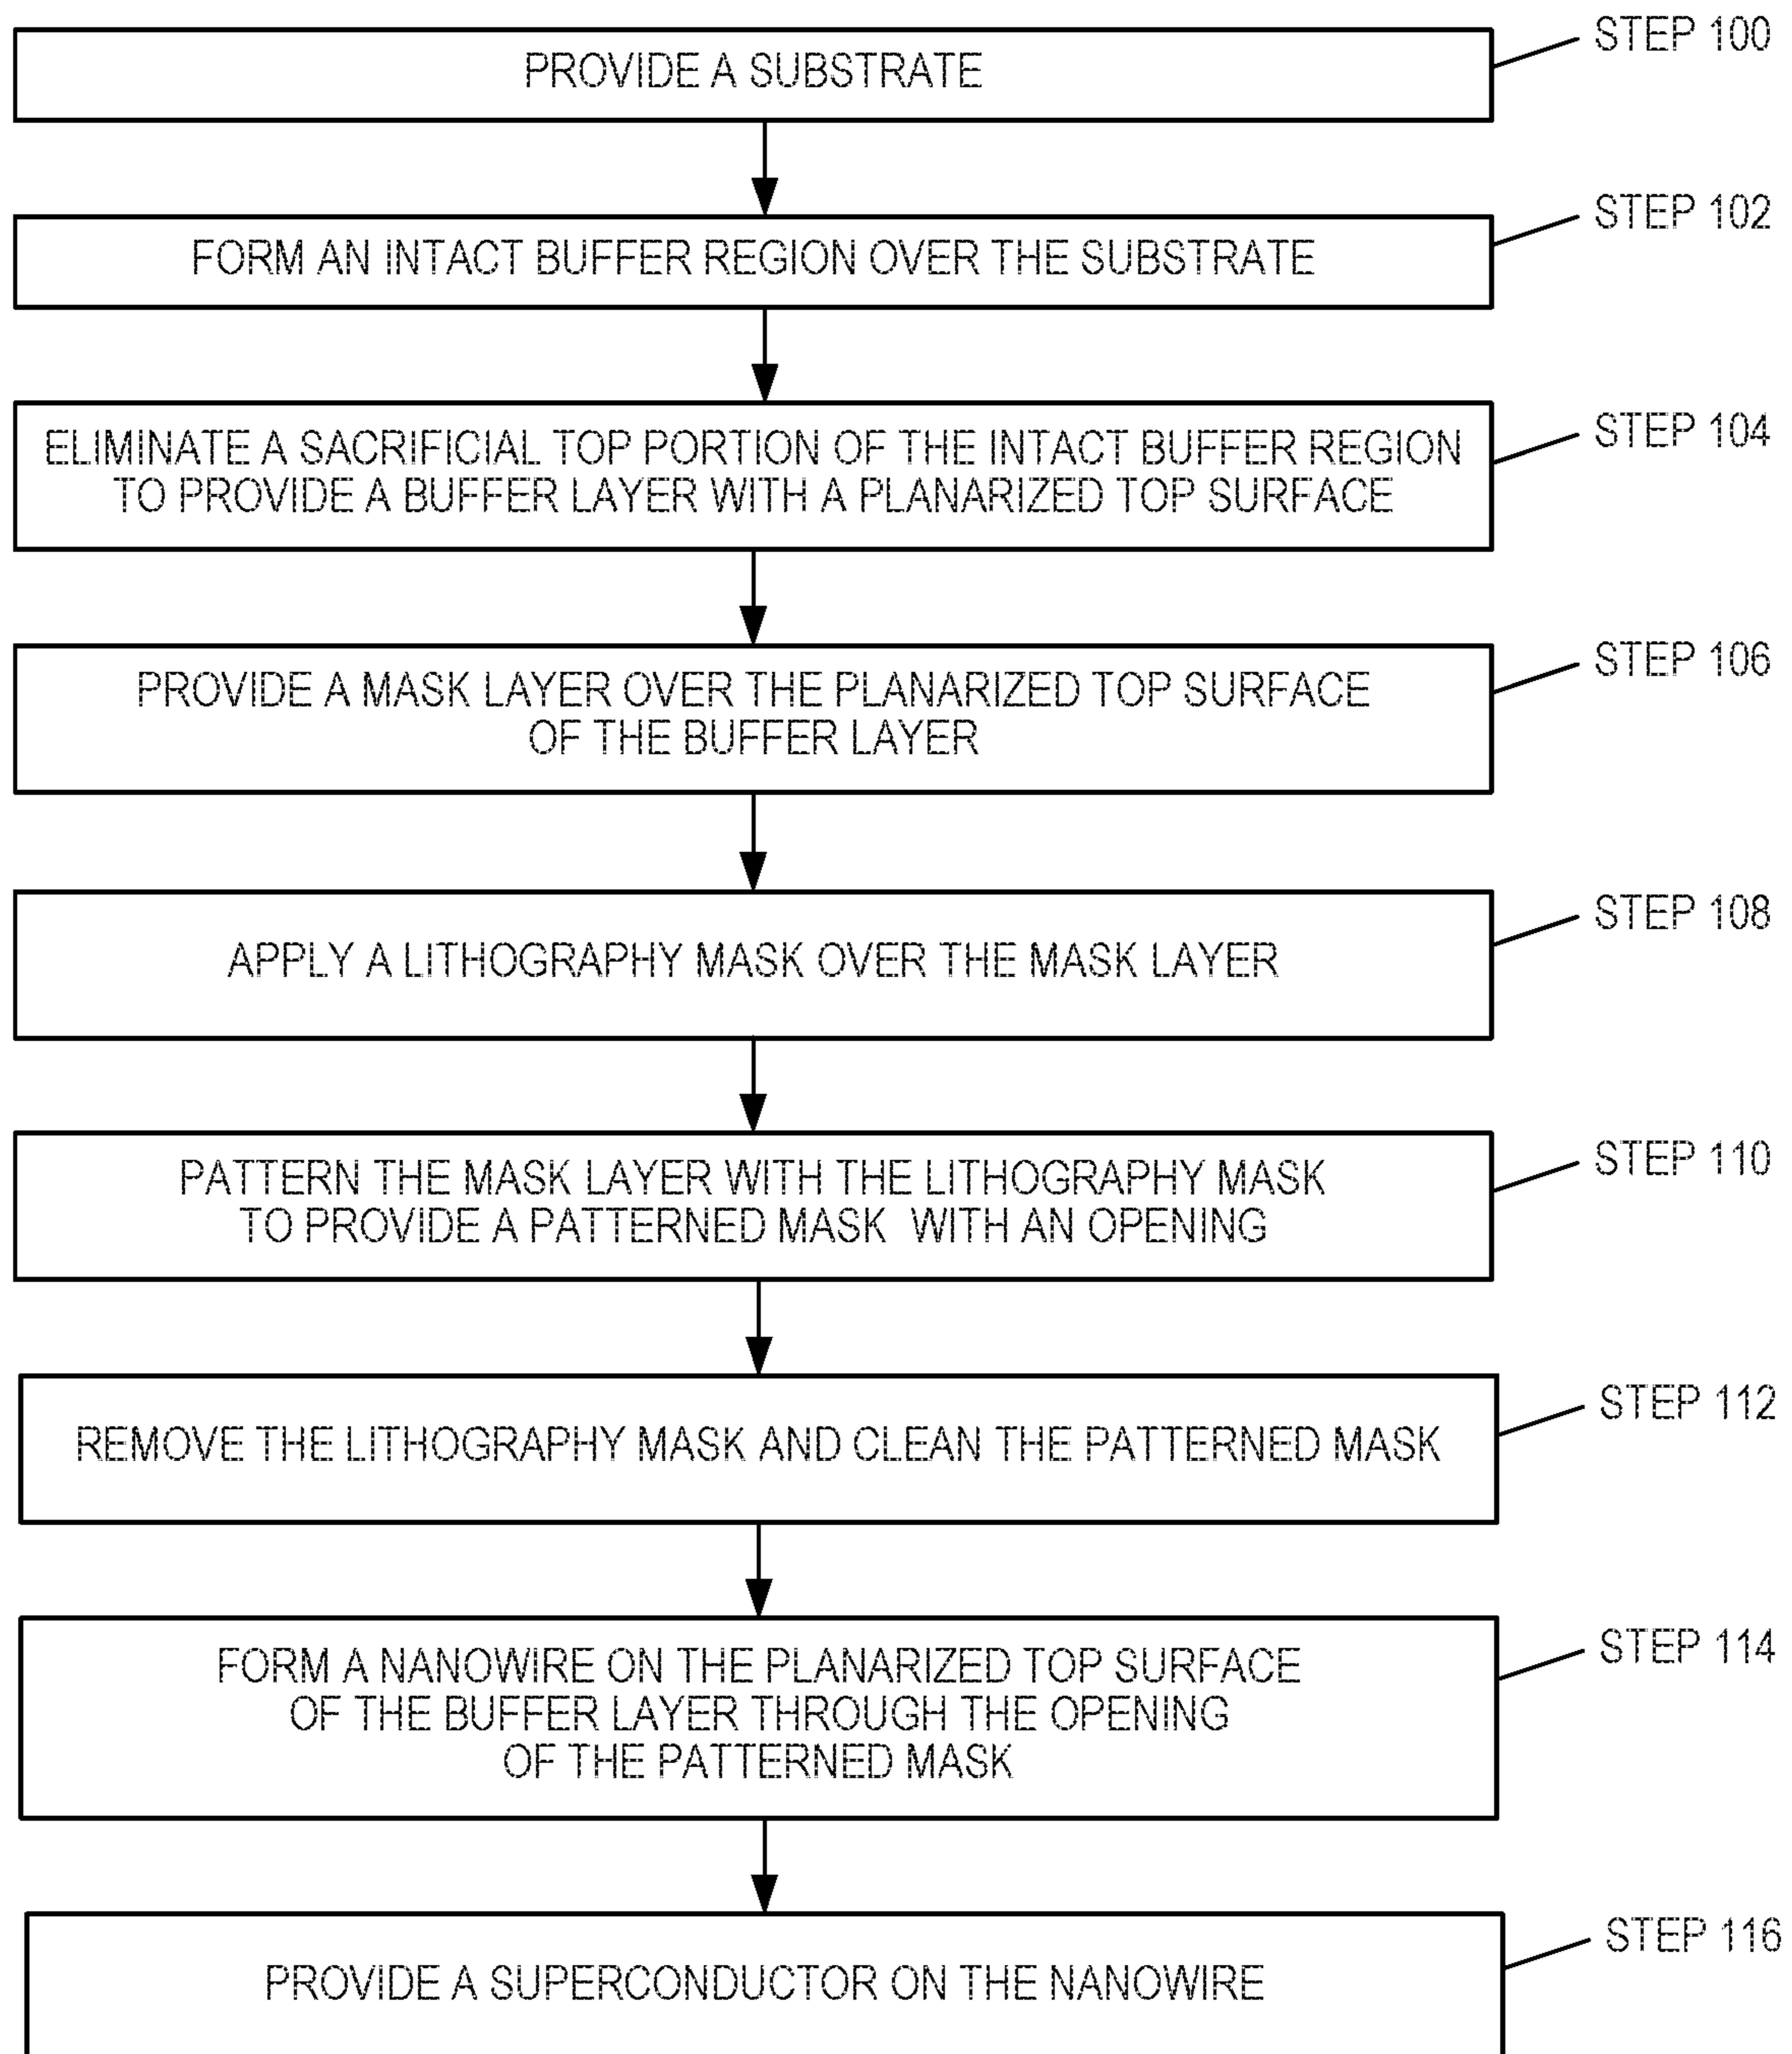 PROVIDE A SUBSTRATE
STEP 100
FORM AN INTACT BUFFER REGION OVER THE SUBSTRATE
STEP 102
ELIMINATE A SACRIFICIAL TOP PORTION OF THE INTACT BUFFER REGION
TO PROVIDE A BUFFER LAYER WITH A PLANARIZED TOP SURFACE
STEP 104
PROVIDE A MASK LAYER OVER THE PLANARIZED TOP SURFACE
OF THE BUFFER LAYER
STEP 106
APPLY A LITHOGRAPHY MASK OVER THE MASK LAYER
STEP 108
PATTERN THE MASK LAYER WITH THE LITHOGRAPHY MASK
TO PROVIDE A PATTERNED MASK WITH AN OPENING
STEP 110
REMOVE THE LITHOGRAPHY MASK AND CLEAN THE PATTERNED MASK
STEP 112
FORM A NANOWIRE ON THE PLANARIZED TOP SURFACE
OF THE BUFFER LAYER THROUGH THE OPENING
OF THE PATTERNED MASK
STEP 114
PROVIDE A SUPERCONDUCTOR ON THE NANOWIRE
STEP 116